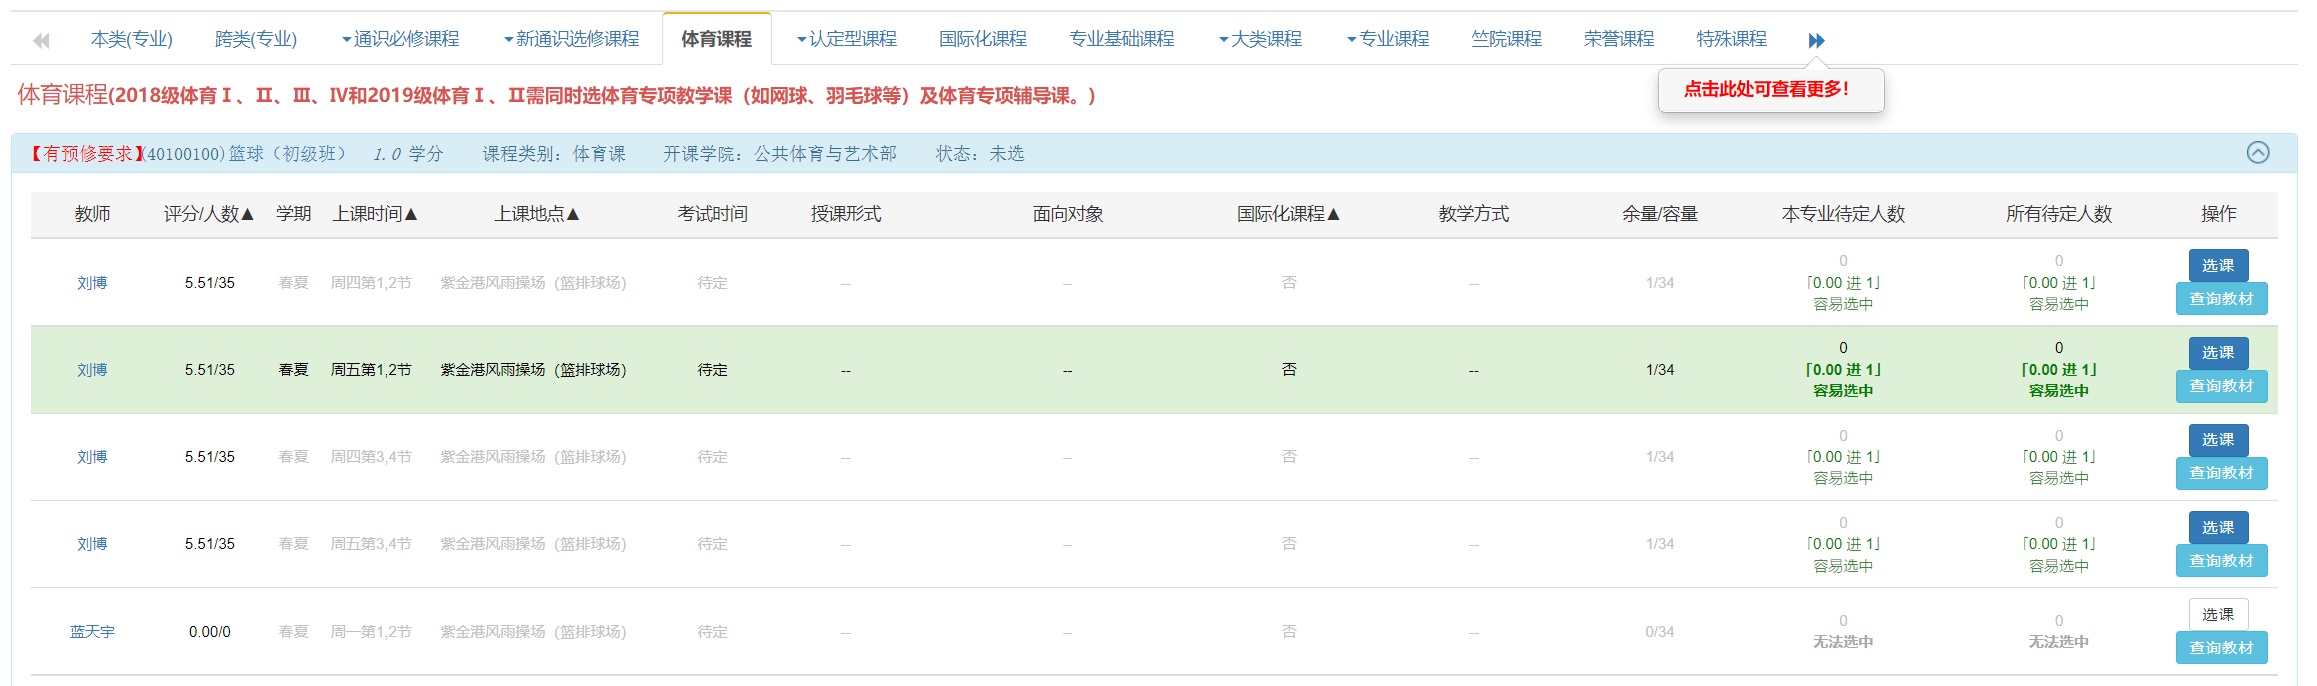 本类(专业) 跨类(专业) 通识必修课程 新通识选修课程 体育课程 认定型课程 国际化课程 专业基础课程 大类课程 专业课程 竺院课程 荣誉课程 特殊课程
点击此处可查看更多!
体育课程(2018级体育Ⅰ、Ⅱ、Ⅲ、Ⅳ和2019级体育Ⅰ、Ⅱ需同时选体育专项教学课（如网球、羽毛球等）及体育专项辅导课。)
【有预修要求】(40100100)篮球（初级班） 1.0 学分 课程类别：体育课 开课学院：公共体育与艺术部 状态：未选
教师 评分/人数▲ 学期 上课时间▲ 上课地点▲ 考试时间 授课形式 面向对象 国际化课程▲ 教学方式 余量/容量 本专业待定人数 所有待定人数 操作
0 0 选课
刘博 5.51/35 春夏 周四第1,2节 紫金港风雨操场（篮排球场） 待定 -- -- 否 -- 1/34 「0.00 进 1」 「0.00 进 1」
容易选中 容易选中 查询教材
0 0 选课
刘博 5.51/35 春夏 周五第1,2节 紫金港风雨操场（篮排球场） 待定 -- -- 否 -- 1/34 「0.00 进 1」 「0.00 进 1」
容易选中 容易选中 查询教材
0 0 选课
刘博 5.51/35 春夏 周四第3,4节 紫金港风雨操场（篮排球场） 待定 -- -- 否 -- 1/34 「0.00 进 1」 「0.00 进 1」
容易选中 容易选中 查询教材
0 0 选课
刘博 5.51/35 春夏 周五第3,4节 紫金港风雨操场（篮排球场） 待定 -- -- 否 -- 1/34 「0.00 进 1」 「0.00 进 1」
容易选中 容易选中 查询教材
0 0 选课
蓝天宇 0.00/0 春夏 周一第1,2节 紫金港风雨操场（篮排球场） 待定 -- -- 否 -- 0/34
无法选中 无法选中 查询教材